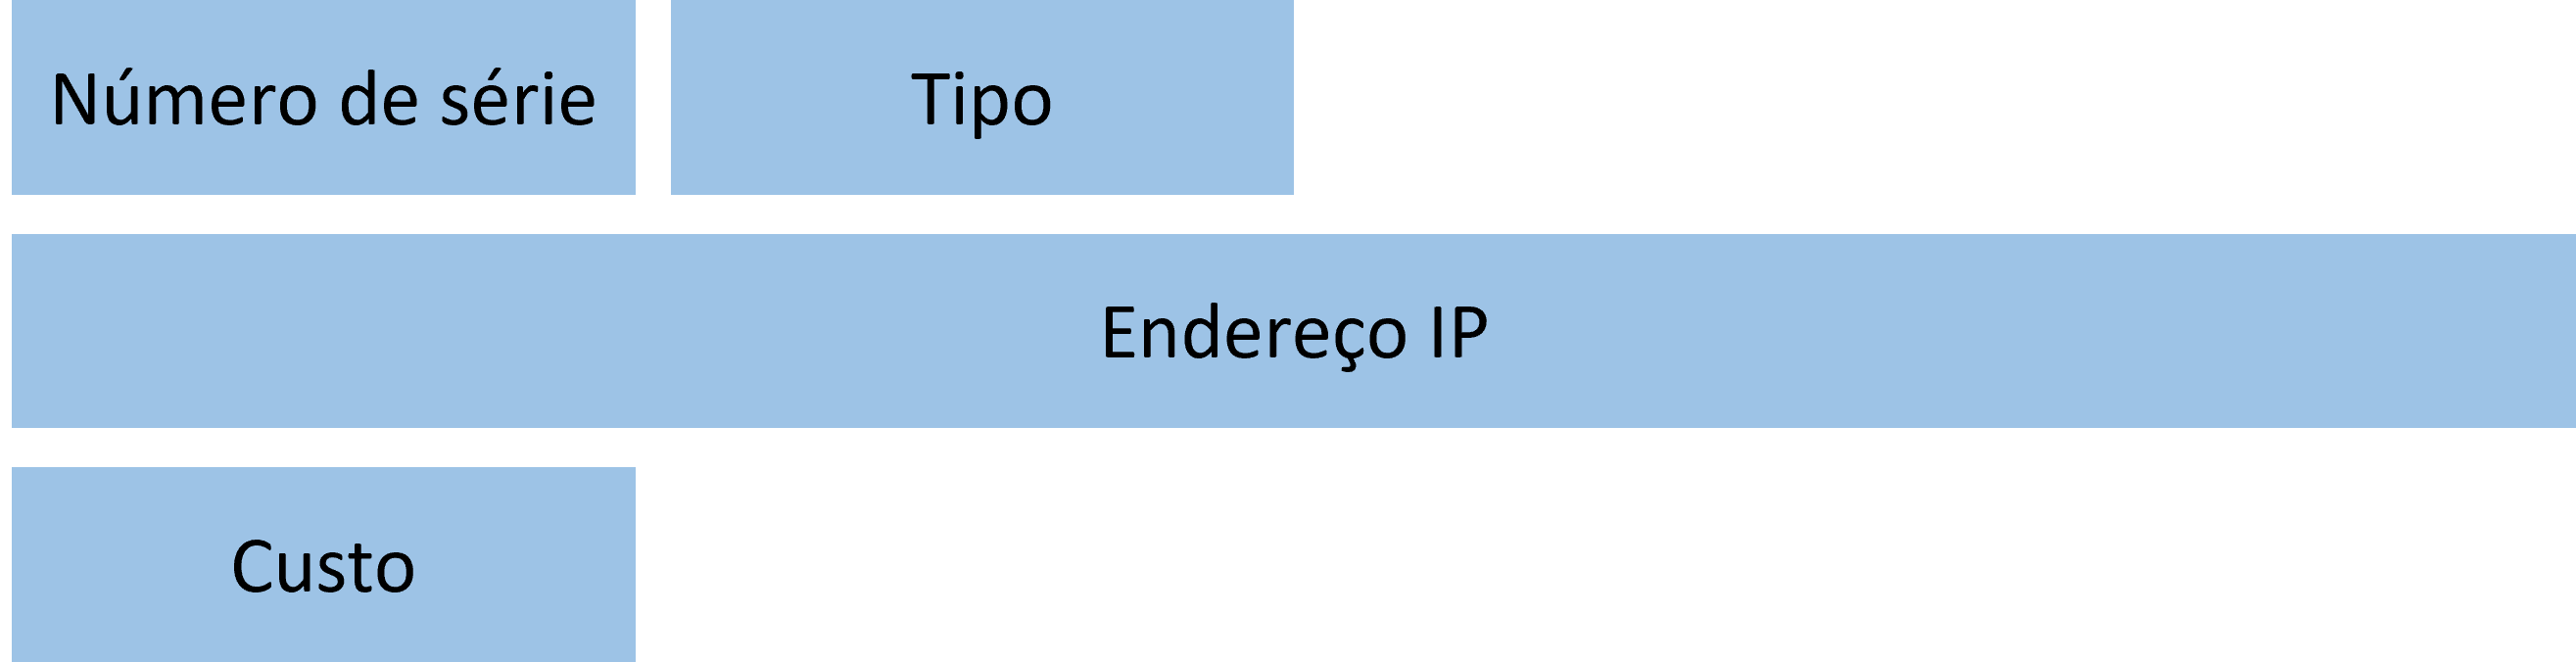 Número de série
Tipo
Endereço IP
Custo